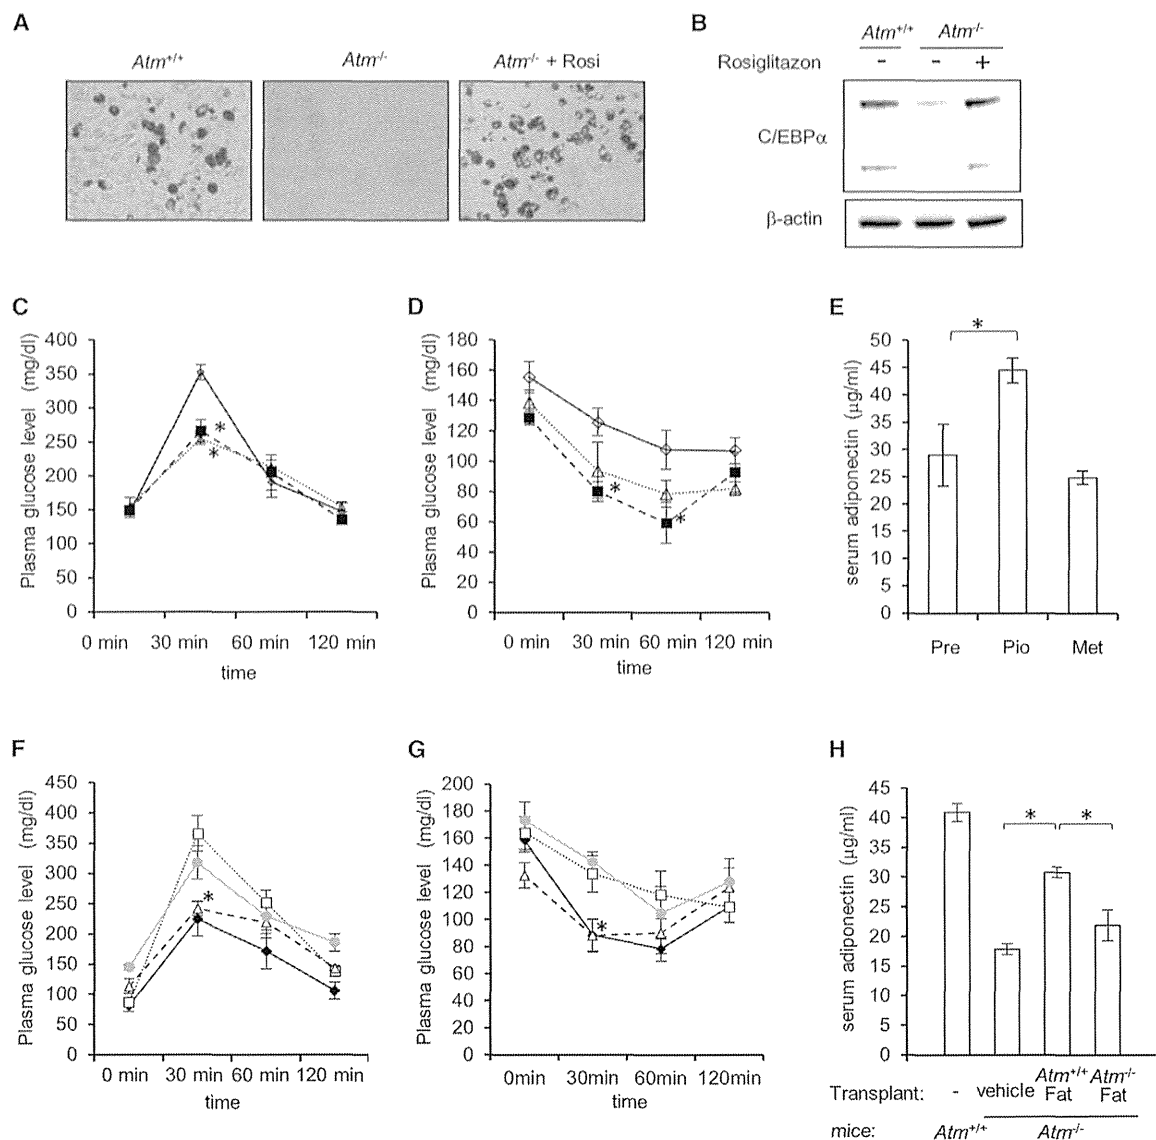 A
Atm+/+ Atm-/- Atm-/- + Rosi
B
Atm+/+ Atm-/-
Rosiglitazon - - +
C/EBPα
β-actin
C
Plasma glucose level (mg/dl)
400
350
300
250
200
150
100
50
0
*
*
0 min 30 min 60 min 120 min
time
D
Plasma glucose level (mg/dl)
180
160
140
120
100
80
60
40
20
0
*
*
0 min 30 min 60 min 120 min
time
E
serum adiponectin (μg/ml)
50
45
40
35
30
25
20
15
10
5
0
*
Pre Pio Met
F
Plasma glucose level (mg/dl)
450
400
350
300
250
200
150
100
50
0
*
0 min 30 min 60 min 120 min
time
G
Plasma glucose level (mg/dl)
200
180
160
140
120
100
80
60
40
20
0
*
0min 30min 60min 120min
time
H
serum adiponectin (μg/ml)
45
40
35
30
25
20
15
10
5
0
* *
Transplant: - vehicle Atm+/+ Fat Atm-/- Fat
mice: Atm+/+ Atm-/-